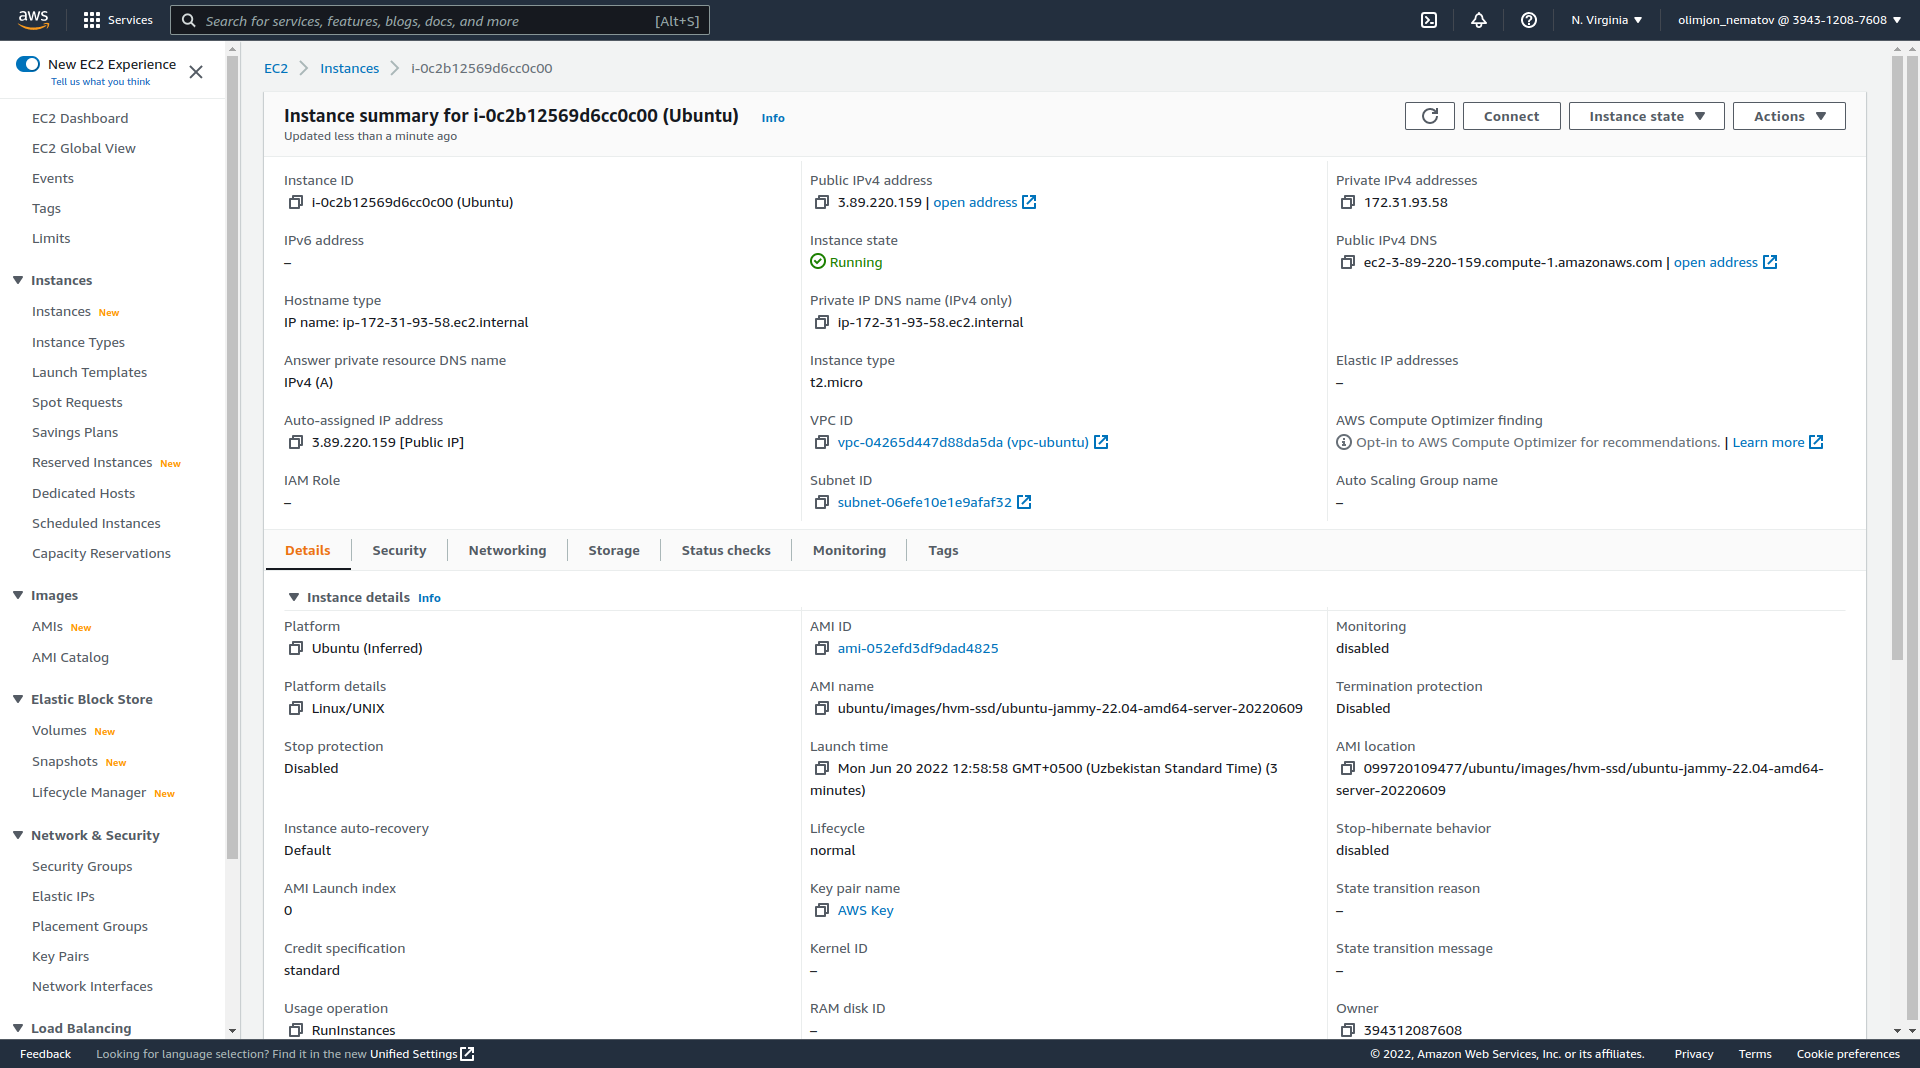 aws
Services
Search for services, features, blogs, docs, and more
[Alt+S]
N. Virginia
olimjon_nematov @ 3943-1208-7608
New EC2 Experience
Tell us what you think
EC2 Dashboard
EC2 Global View
Events
Tags
Limits
Instances
Instances New
Instance Types
Launch Templates
Spot Requests
Savings Plans
Reserved Instances New
Dedicated Hosts
Scheduled Instances
Capacity Reservations
Images
AMIs New
AMI Catalog
Elastic Block Store
Volumes New
Snapshots New
Lifecycle Manager New
Network & Security
Security Groups
Elastic IPs
Placement Groups
Key Pairs
Network Interfaces
Load Balancing
EC2 Instances i-0c2b12569d6cc0c00
Instance summary for i-0c2b12569d6cc0c00 (Ubuntu) Info
Updated less than a minute ago
Connect
Instance state
Actions
Instance ID
i-0c2b12569d6cc0c00 (Ubuntu)
Public IPv4 address
3.89.220.159 | open address
Private IPv4 addresses
172.31.93.58
IPv6 address
–
Instance state
Running
Public IPv4 DNS
ec2-3-89-220-159.compute-1.amazonaws.com | open address
Hostname type
IP name: ip-172-31-93-58.ec2.internal
Private IP DNS name (IPv4 only)
ip-172-31-93-58.ec2.internal
Answer private resource DNS name
IPv4 (A)
Instance type
t2.micro
Elastic IP addresses
–
Auto-assigned IP address
3.89.220.159 [Public IP]
VPC ID
vpc-04265d447d88da5da (vpc-ubuntu)
AWS Compute Optimizer finding
Opt-in to AWS Compute Optimizer for recommendations. | Learn more
IAM Role
–
Subnet ID
subnet-06efe10e1e9afaf32
Auto Scaling Group name
–
Details
Security
Networking
Storage
Status checks
Monitoring
Tags
Instance details Info
Platform
Ubuntu (Inferred)
AMI ID
ami-052efd3df9dad4825
Monitoring
disabled
Platform details
Linux/UNIX
AMI name
ubuntu/images/hvm-ssd/ubuntu-jammy-22.04-amd64-server-20220609
Termination protection
Disabled
Stop protection
Disabled
Launch time
Mon Jun 20 2022 12:58:58 GMT+0500 (Uzbekistan Standard Time) (3
minutes)
AMI location
099720109477/ubuntu/images/hvm-ssd/ubuntu-jammy-22.04-amd64-
server-20220609
Instance auto-recovery
Default
Lifecycle
normal
Stop-hibernate behavior
disabled
AMI Launch index
0
Key pair name
AWS Key
State transition reason
–
Credit specification
standard
Kernel ID
–
State transition message
–
Usage operation
RunInstances
RAM disk ID
–
Owner
394312087608
Feedback
Looking for language selection? Find it in the new Unified Settings
© 2022, Amazon Web Services, Inc. or its affiliates.
Privacy
Terms
Cookie preferences